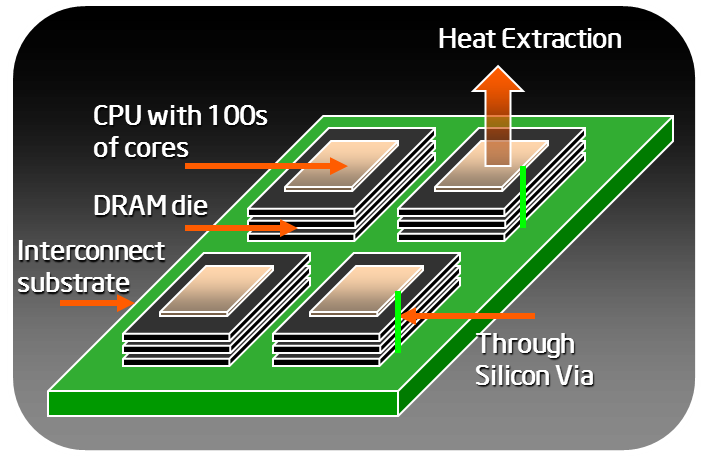 Heat Extraction
CPU with 100s
of cores
DRAM die
Interconnect
substrate
Through
Silicon Via